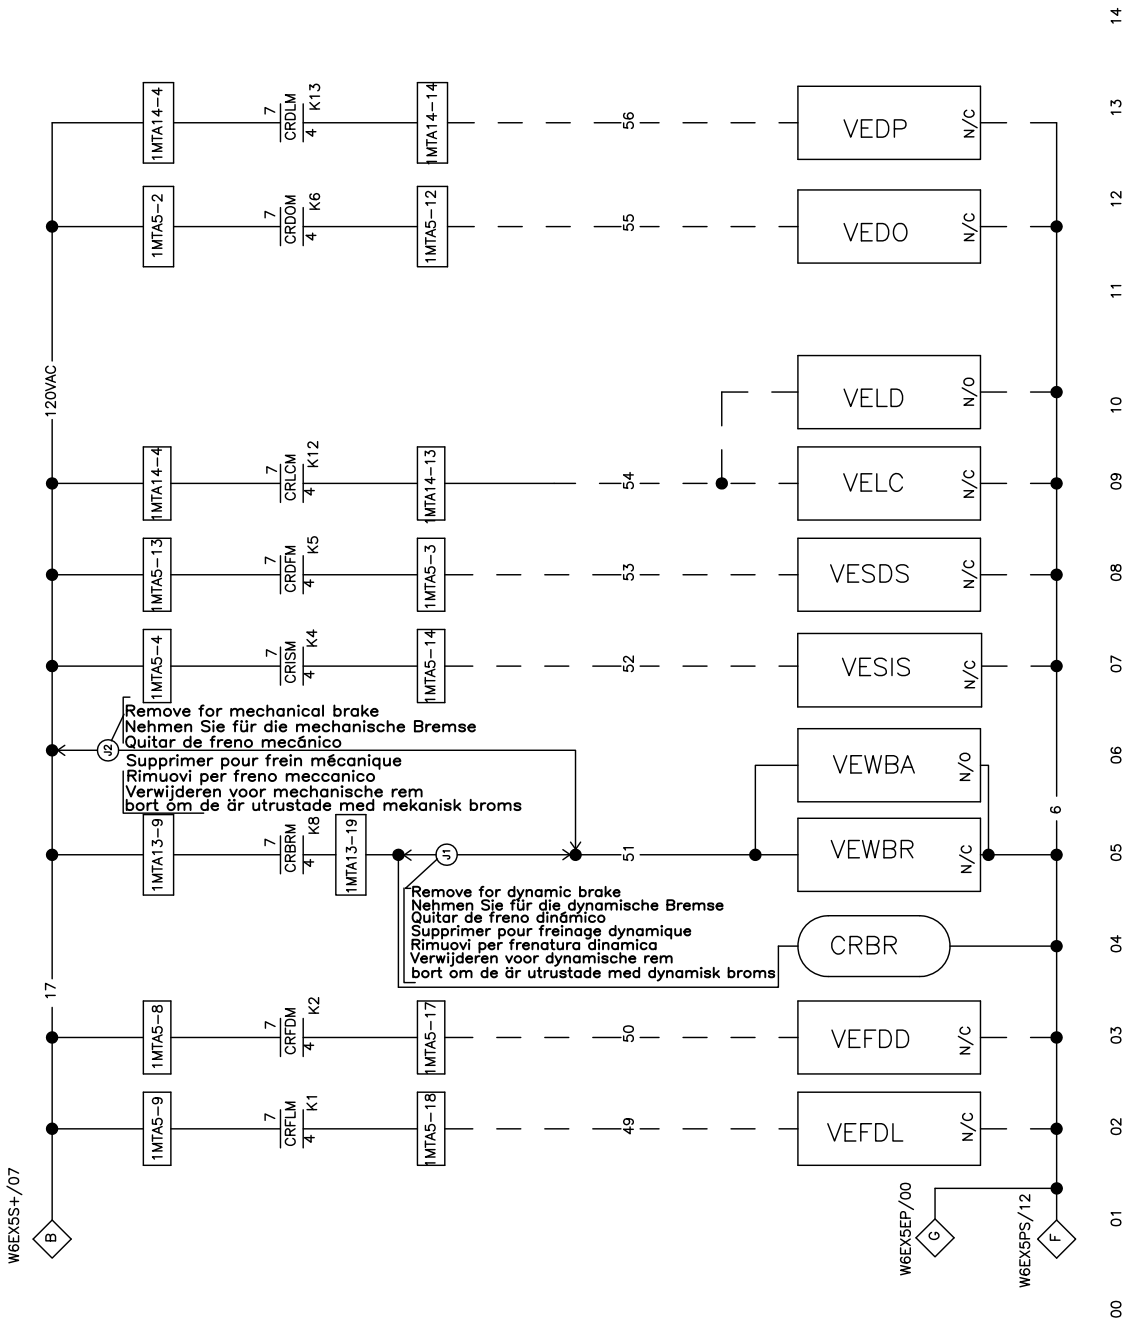 14
13
1MTA14-4
7
CRDLM
4
K13
1MTA14-14
56
VEDP
N/C
12
1MTA5-2
7
CRDOM
4
K6
1MTA5-12
55
VEDO
N/C
11
120VAC
10
VELD
N/O
09
1MTA14-4
7
CRLCM
4
K12
1MTA14-13
54
VELC
N/C
08
1MTA5-13
7
CRDFM
4
K5
1MTA5-3
53
VESDS
N/C
07
1MTA5-4
7
CRISM
4
K4
1MTA5-14
52
VESIS
N/C
06
J2
Remove for mechanical brake
Nehmen Sie für die mechanische Bremse
Quitar de freno mecánico
Supprimer pour frein mécanique
Rimuovi per freno meccanico
Verwijderen voor mechanische rem
bort om de är utrustade med mekanisk broms
VEWBA
N/O
6
05
1MTA13-9
7
CRBRM
4
K8
1MTA13-19
J1
51
VEWBR
N/C
Remove for dynamic brake
Nehmen Sie für die dynamische Bremse
Quitar de freno dinámico
Supprimer pour freinage dynamique
Rimuovi per frenatura dinamica
Verwijderen voor dynamische rem
bort om de är utrustade med dynamisk broms
04
CRBR
17
03
1MTA5-8
7
CRFDM
4
K2
1MTA5-17
50
VEFDD
N/C
02
1MTA5-9
7
CRFLM
4
K1
1MTA5-18
49
VEFDL
N/C
01
W6EX5S+/07
B
W6EX5EP/00
G
W6EX5PS/12
F
00